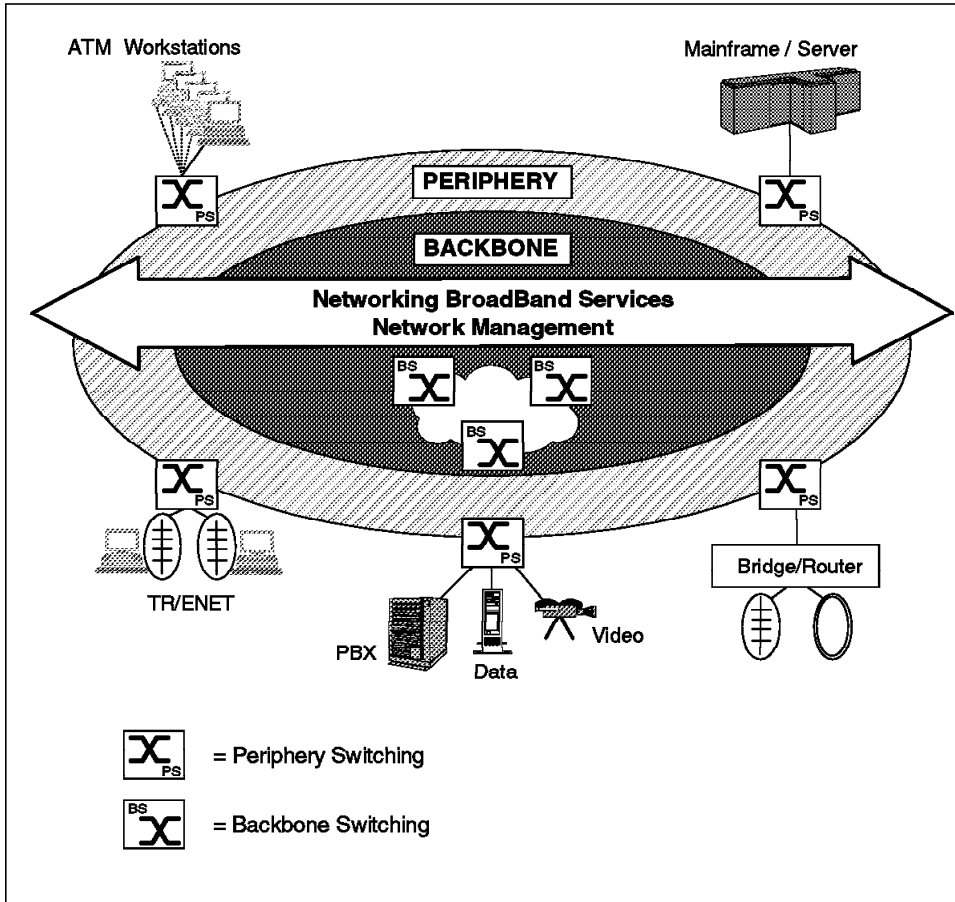 ATM Workstations
Mainframe / Server
PERIPHERY
PS
PS
BACKBONE
Networking BroadBand Services
Network Management
BS
BS
BS
PS
PS
PS
TR/ENET
Bridge/Router
PBX
Data
Video
PS
= Periphery Switching
BS
= Backbone Switching